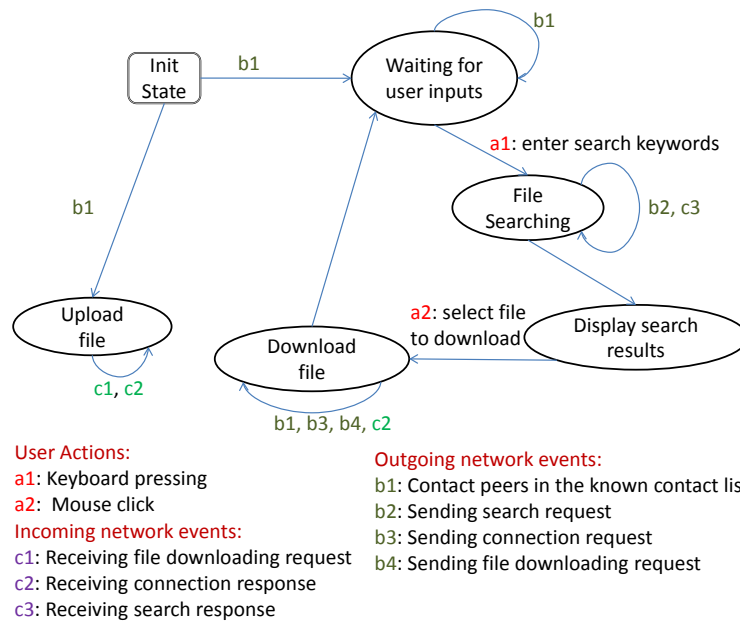 b1
Init
State
b1
Waiting for
user inputs
a1: enter search keywords
File
Searching
b2, c3
b1
Upload
file
c1, c2
a2: select file
to download
Display search
results
Download
file
b1, b3, b4, c2
User Actions:
a1: Keyboard pressing
a2: Mouse click
Incoming network events:
c1: Receiving file downloading request
c2: Receiving connection response
c3: Receiving search response
Outgoing network events:
b1: Contact peers in the known contact lis
b2: Sending search request
b3: Sending connection request
b4: Sending file downloading request